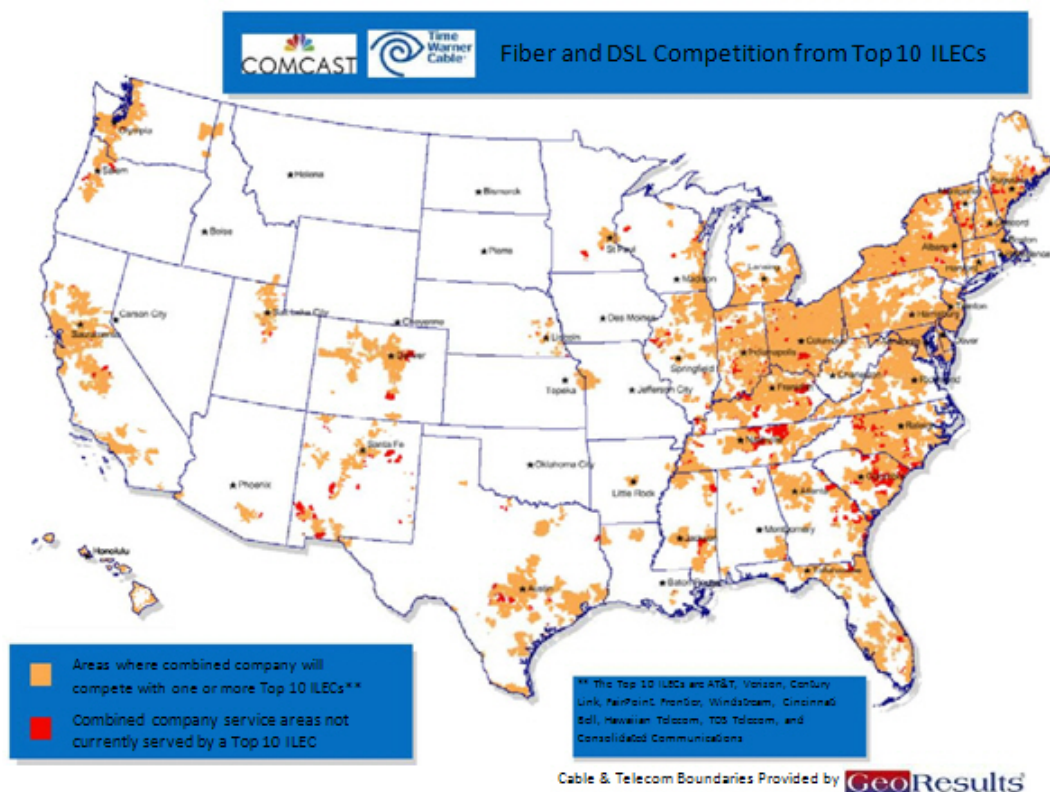 COMCAST
Time
Warner
Cable
Fiber and DSL Competition from Top 10 ILECs
Olympia
Salem
Helena
Bismarck
Boise
Pierre
St Paul
Augusta
Concord
Boston
Albany
Madison
Lansing
Carson City
Sacramento
Salt Lake City
Cheyenne
Denver
Lincoln
Des Moines
Springfield
Indianapolis
Columbus
Harrisburg
Trenton
Dover
Topeka
Jefferson City
Frankfort
Charleston
Richmond
Santa Fe
Oklahoma City
Nashville
Raleigh
Phoenix
Little Rock
Atlanta
Columbia
Jackson
Montgomery
Honolulu
Austin
Baton Rouge
Tallahassee
Areas where combined company will
compete with one or more Top 10 ILECs**
Combined company service areas not
currently served by a Top 10 ILEC
** The Top 10 ILECs are AT&T, Verizon, Century
Link, FairPoint, Frontier, Windstream, Cincinnati
Bell, Hawaiian Telecom, TDS Telecom, and
Consolidated Communications
Cable & Telecom Boundaries Provided by GeoResults